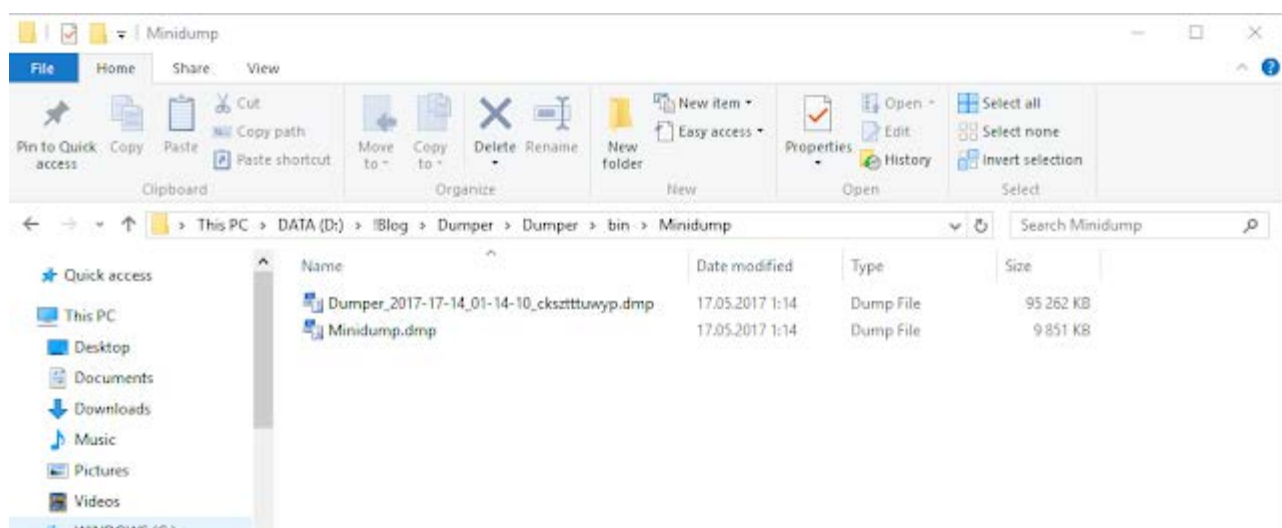 Minidump
File Home Share View
Pin to Quick access
Copy
Paste
Cut
Copy path
Paste shortcut
Clipboard
Move to
Copy to
Delete
Rename
Organize
New folder
New item
Easy access
New
Properties
Open
Edit
History
Open
Select all
Select none
Invert selection
Select
This PC > DATA (D:) > !Blog > Dumper > Dumper > bin > Minidump
Search Minidump
Quick access
This PC
Desktop
Documents
Downloads
Music
Pictures
Videos
Name Date modified Type Size
Dumper_2017-17-14_01-14-10_ckszttttuwyp.dmp 17.05.2017 1:14 Dump File 95 262 KB
Minidump.dmp 17.05.2017 1:14 Dump File 9 851 KB